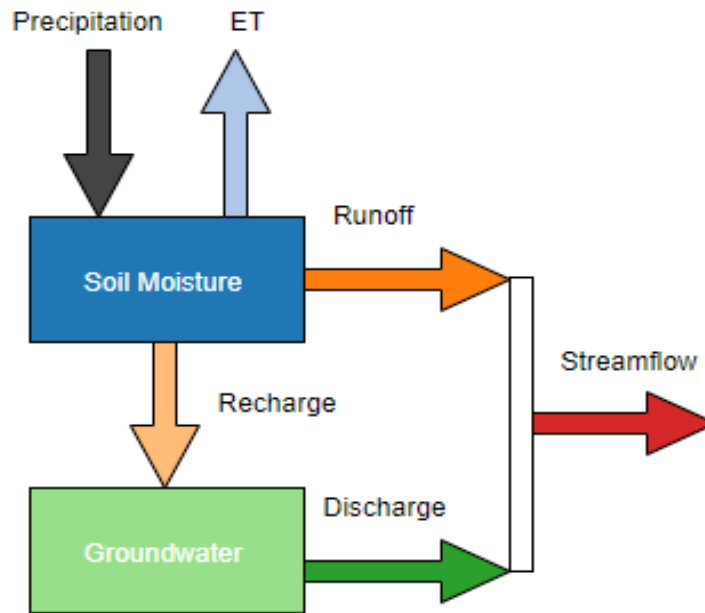 Precipitation
ET
Runoff
Soil Moisture
Streamflow
Recharge
Discharge
Groundwater